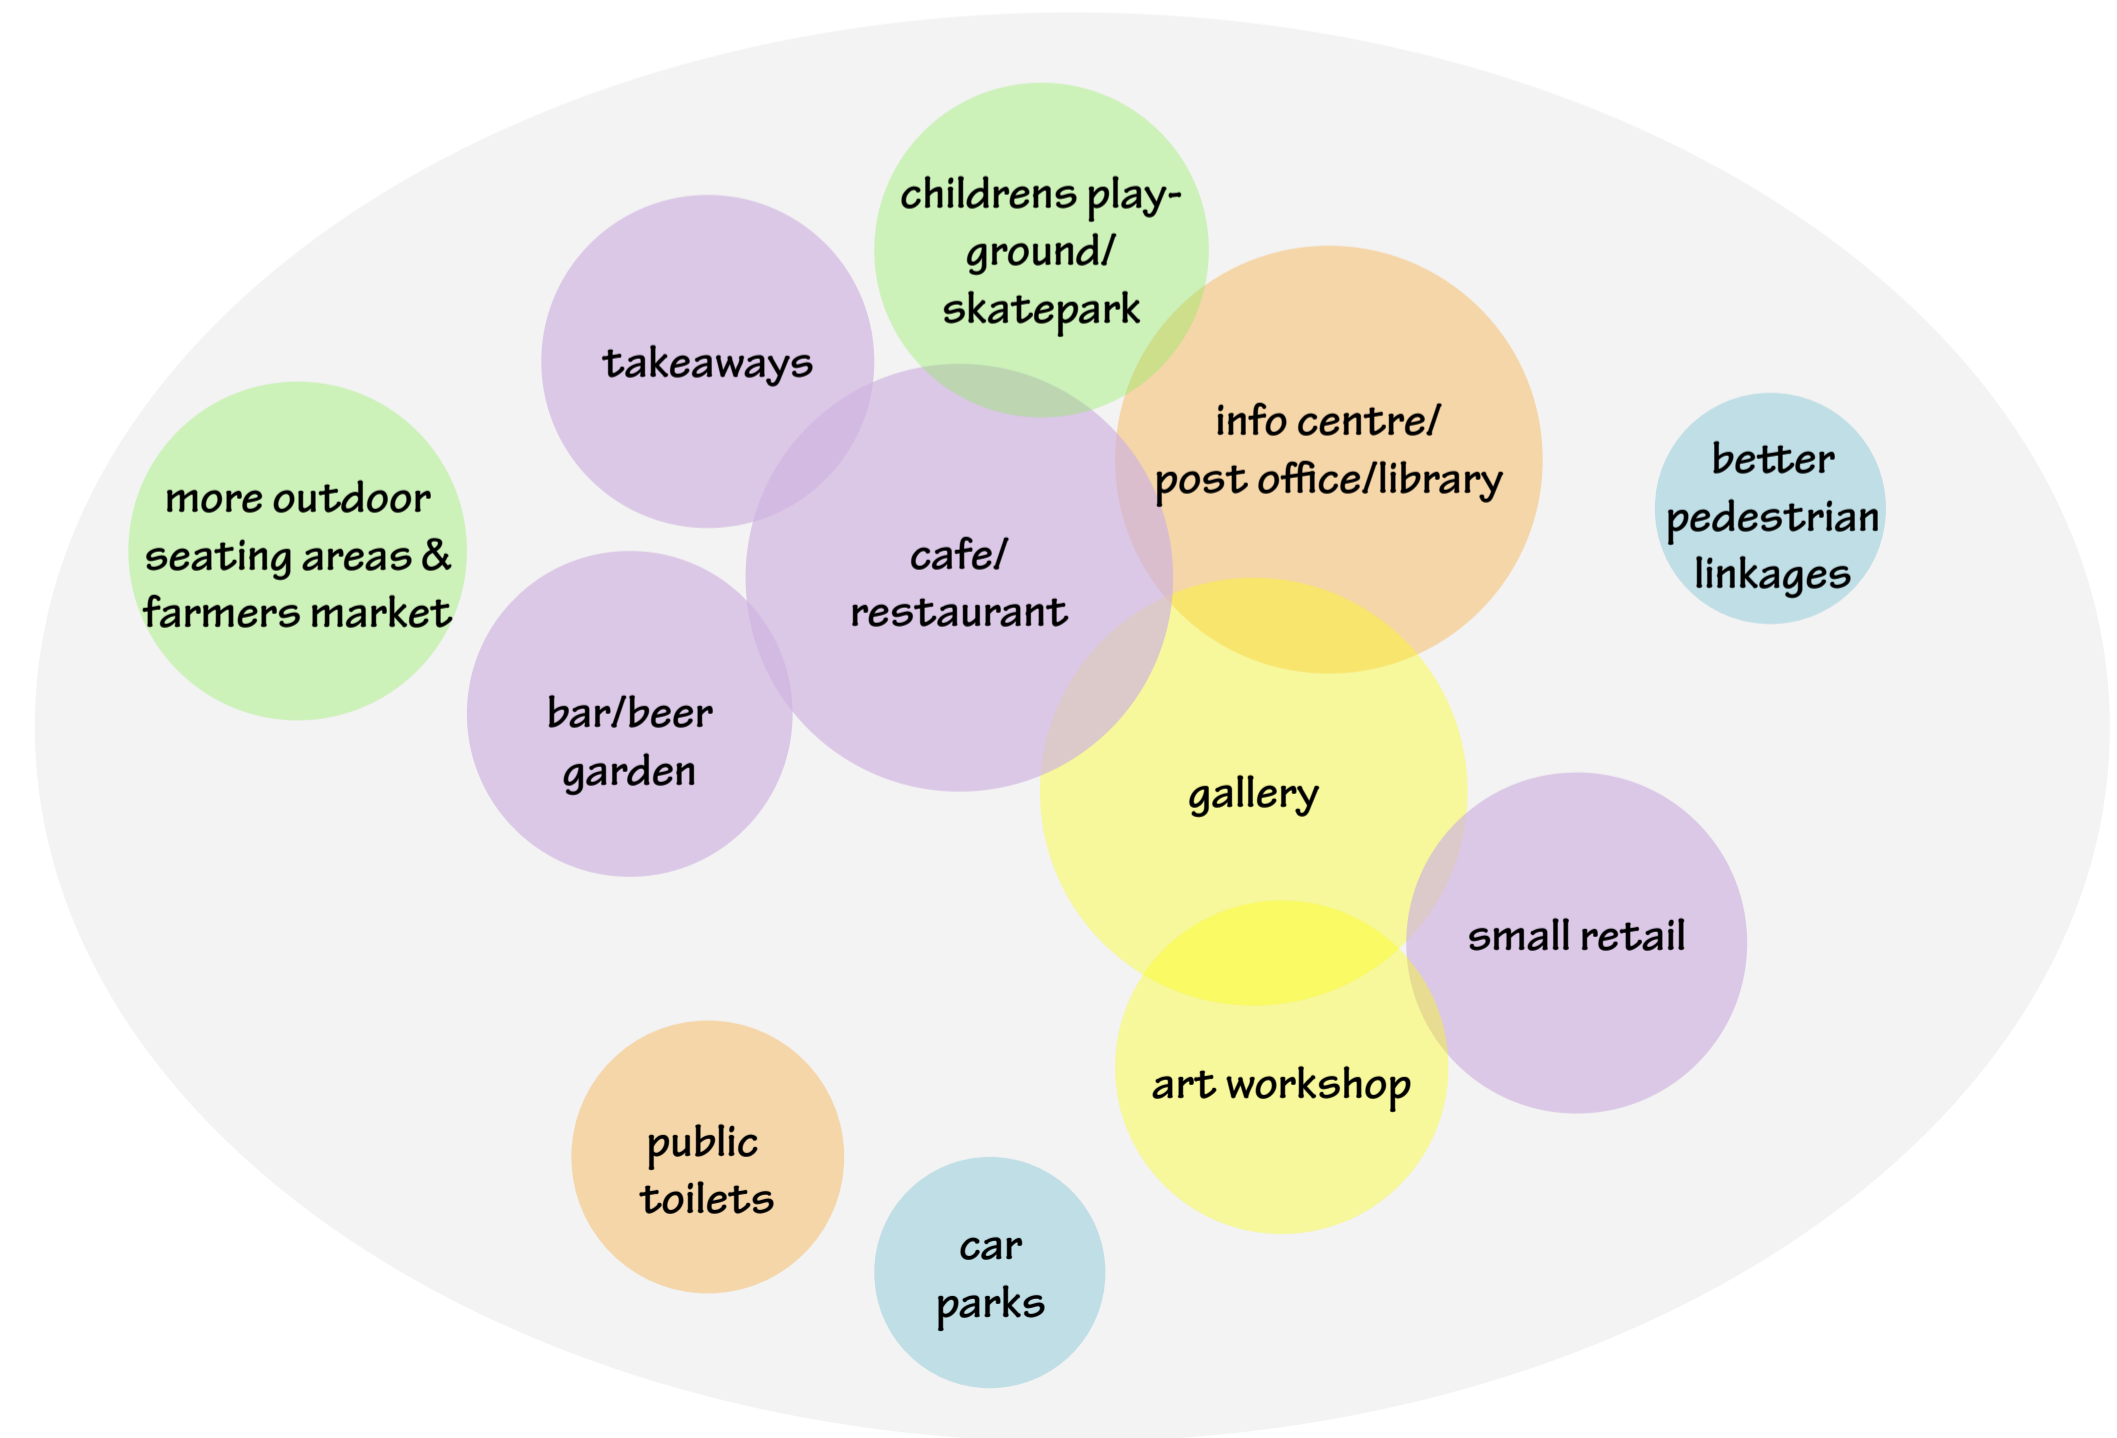 childrens play-
ground/
skatepark
takeaways
info centre/
post office/library
better
pedestrian
linkages
more outdoor
seating areas &
farmers market
cafe/
restaurant
bar/beer
garden
gallery
small retail
art workshop
public
toilets
car
parks